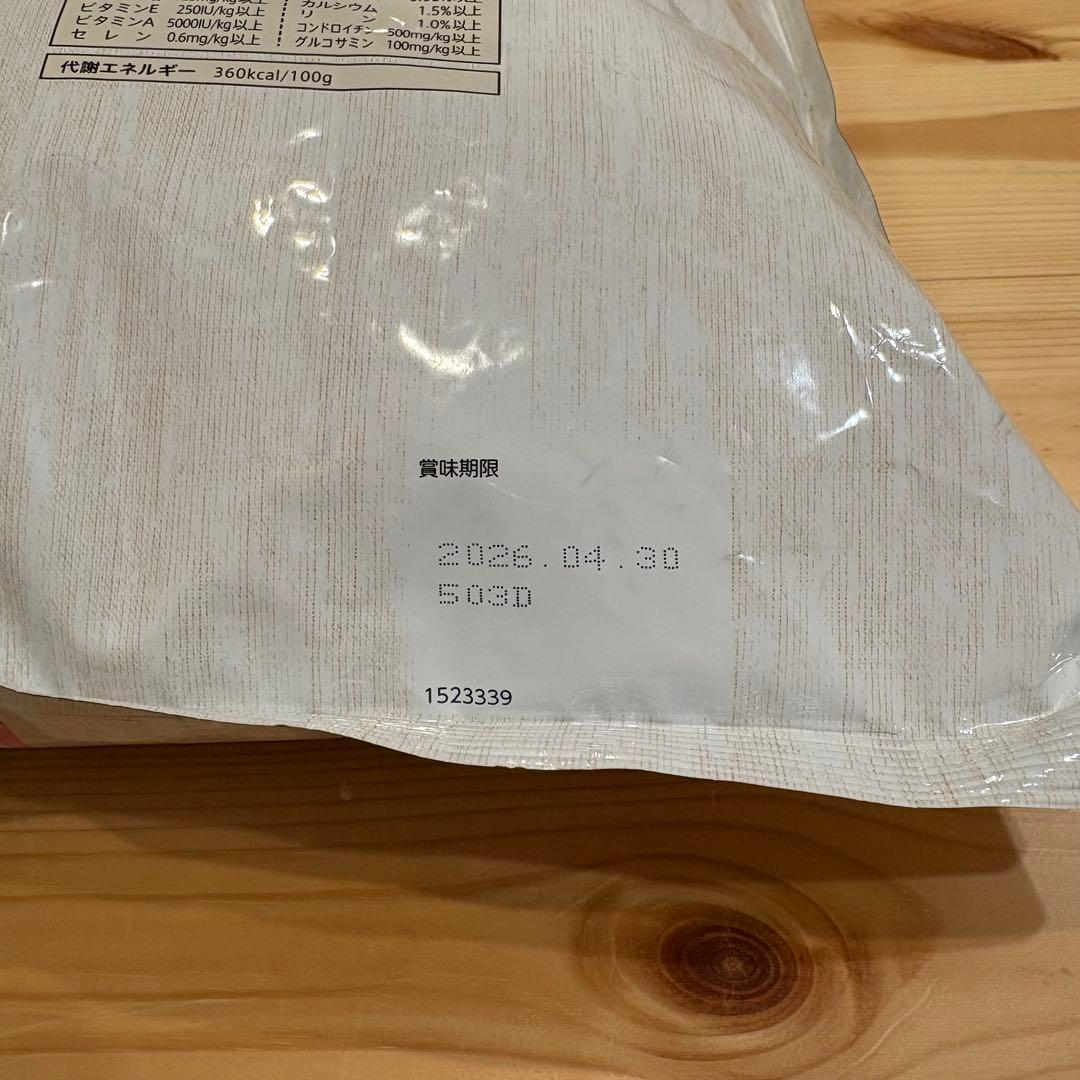 ビタミンE 250IU/kg以上
ビタミンA 5000IU/kg以上
セレン 0.6mg/kg以上
カルシウム 1.5%以上
リン 1.0%以上
コンドロイチン 500mg/kg以上
グルコサミン 100mg/kg以上
代謝エネルギー 360kcal/100g
賞味期限
2026.04.30
503D
1523339